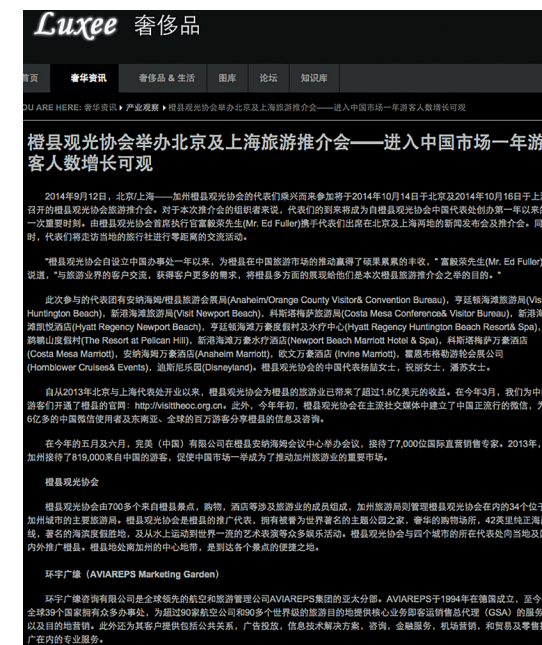 Luxee 奢侈品
首页 奢华资讯 奢侈品 & 生活 图库 论坛 知识库
OU ARE HERE: 奢华资讯 ▸ 产业观察 ▸ 橙县观光协会举办北京及上海旅游推介会——进入中国市场一年游客人数增长可观
橙县观光协会举办北京及上海旅游推介会——进入中国市场一年游
客人数增长可观
2014年9月12日，北京/上海——加州橙县观光协会的代表们乘兴而来参加将于2014年10月14日于北京及2014年10月16日于上海
召开的橙县观光协会旅游推介会。对于本次推介会的组织者来说，代表们的到来将成为自橙县观光协会中国代表处创办第一年以来的
一次重要时刻。由橙县观光协会首席执行官富毅荣先生(Mr. Ed Fuller)携手代表们出席在北京及上海两地的新闻发布会及推介会。同
时，代表们将走访当地的旅行社进行零距离的交流活动。
"橙县观光协会自设立中国办事处一年以来，为橙县在中国旅游市场的推动赢得了硕果累累的丰收，" 富毅荣先生(Mr. Ed Fuller)
说道，"与旅游业界的客户交流，获得客户更多的需求，将橙县多方面的展现给他们是本次橙县旅游推介会之举的目的。"
此次参与的代表团有安纳海姆/橙县旅游会展局(Anaheim/Orange County Visitor& Convention Bureau)，亨廷顿海滩旅游局(Visit
Huntington Beach)，新港海滩旅游局(Visit Newport Beach)，科斯塔梅萨旅游局(Costa Mesa Conference& Visitor Bureau)，新港海
滩凯悦酒店(Hyatt Regency Newport Beach)，亨廷顿海滩万豪度假村及水疗中心(Hyatt Regency Huntington Beach Resort& Spa)，
鹈鹕山度假村(The Resort at Pelican Hill)，新港海滩万豪水疗酒店(Newport Beach Marriott Hotel & Spa)，科斯塔梅萨万豪酒店
(Costa Mesa Marriott)，安纳海姆万豪酒店(Anaheim Marriott)，欧文万豪酒店 (Irvine Marriott)，霍恩布格勒游轮会展公司
(Hornblower Cruises& Events)，迪斯尼乐园(Disneyland)。橙县观光协会的中国代表杨喆女士，祝丽女士，潘苏女士。
自从2013年北京与上海代表处开业以来，橙县观光协会为橙县的旅游业已带来了超过1.8亿美元的收益。在今年3月，我们为中
游客们开通了橙县的官网：http://visittheoc.org.cn。此外，今年年初，橙县观光协会在主流社交媒体中建立了中国正流行的微信，为
6亿多的中国微信使用者及东南亚、全球的百万游客分享橙县的信息及咨询。
在今年的五月及六月，完美（中国）有限公司在橙县安纳海姆会议中心举办会议，接待了7,000位国际直营销售专家。2013年，
加州接待了819,000来自中国的游客，促使中国市场一举成为了推动加州旅游业的重要市场。
橙县观光协会
橙县观光协会由700多个来自橙县景点，购物，酒店等涉及旅游业的成员组成，加州旅游局则管理橙县观光协会在内的34个位于
加州城市的主要旅游局。橙县观光协会是橙县的推广代表，拥有被誉为世界著名的主题公园之家，奢华的购物场所，42英里纯正海岸
线，著名的海滨度假胜地，及从水上运动到世界一流的艺术表演等众多娱乐活动。橙县观光协会与四个城市的所在代表处向当地及国
内外推广橙县。橙县地处南加州的中心地带，是到达各个景点的便捷之地。
环宇广缘（AVIAREPS Marketing Garden）
环宇广缘咨询有限公司是全球领先的航空和旅游管理公司AVIAREPS集团的亚太分部。AVIAREPS于1994年在德国成立，至今
全球39个国家拥有众多办事处，为超过90家航空公司和90多个世界级的旅游目的地提供核心业务即客运销售总代理（GSA）的服务
以及目的地营销。此外还为其客户提供包括公共关系，广告投放，信息技术解决方案，咨询，金融服务，机场营销，和贸易及零售推
广在内的专业服务。